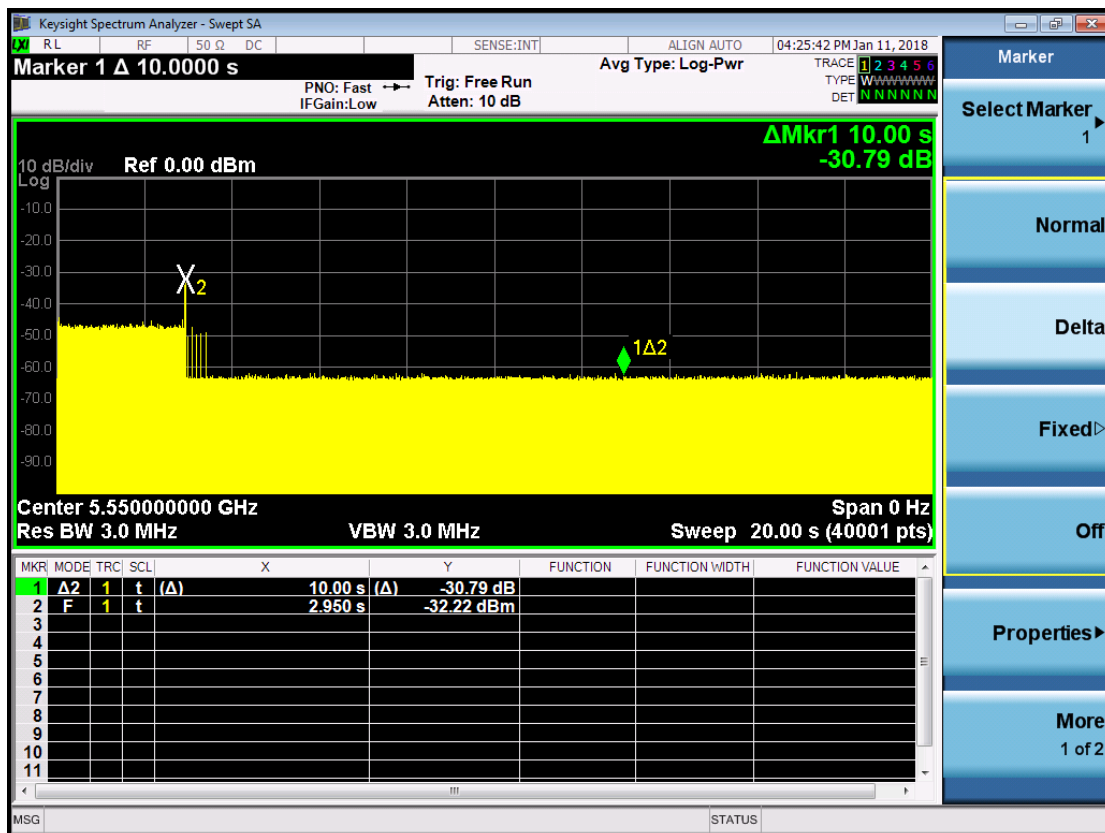 Keysight Spectrum Analyzer - Swept SA
LXI RL RF 50 Ω DC SENSE:INT ALIGN AUTO 04:25:42 PM Jan 11, 2018
Marker 1 Δ 10.0000 s
PNO: Fast
IFGain:Low
Trig: Free Run
Atten: 10 dB
Avg Type: Log-Pwr
TRACE 1 2 3 4 5 6
TYPE WWWWWW
DET N N N N N N
ΔMkr1 10.00 s
-30.79 dB
10 dB/div Ref 0.00 dBm
Log
-10.0
-20.0
-30.0
-40.0
-50.0
-60.0
-70.0
-80.0
-90.0
X2
1Δ2
Center 5.550000000 GHz Span 0 Hz
Res BW 3.0 MHz VBW 3.0 MHz Sweep 20.00 s (40001 pts)
MKR MODE TRC SCL X Y FUNCTION FUNCTION WIDTH FUNCTION VALUE
1 Δ2 1 t (Δ) 10.00 s (Δ) -30.79 dB
2 F 1 t 2.950 s -32.22 dBm
3
4
5
6
7
8
9
10
11
MSG STATUS
Marker
Select Marker
1
Normal
Delta
Fixed
Off
Properties
More
1 of 2